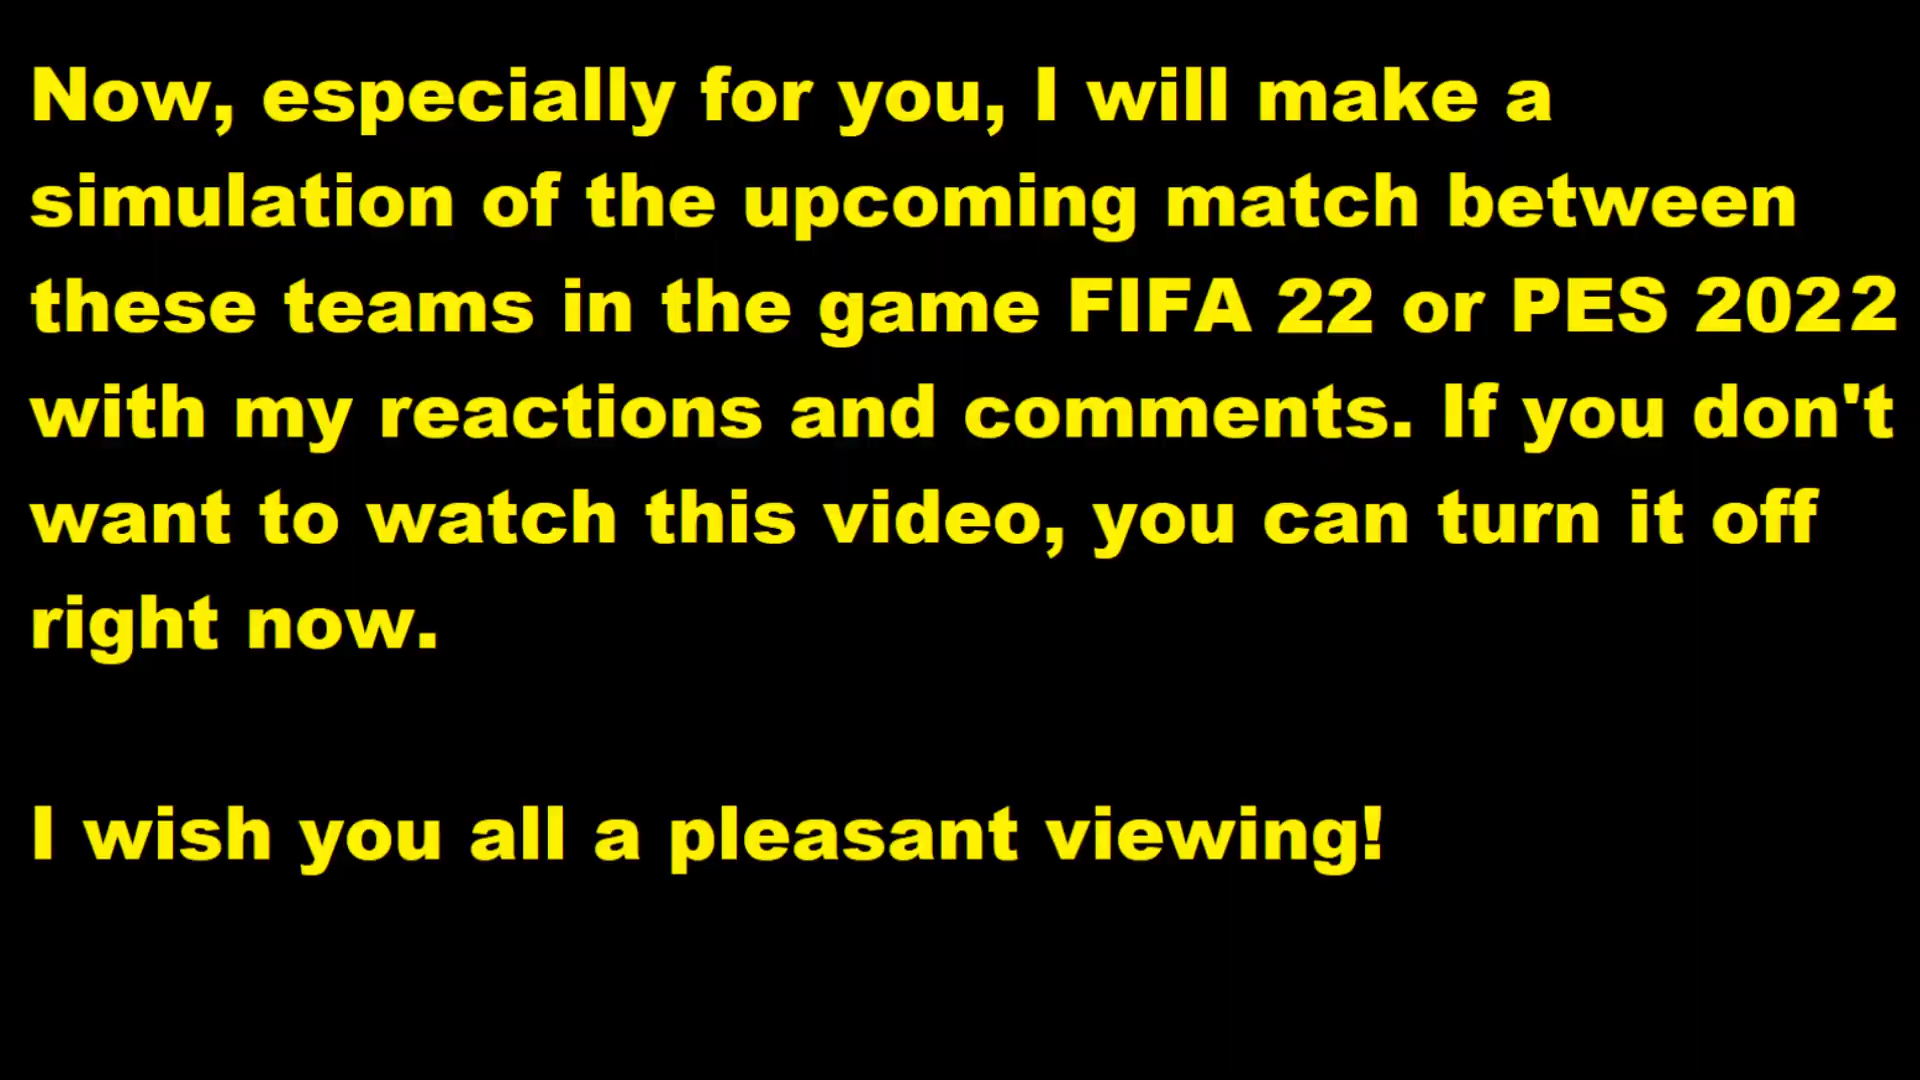 Now, especially for you, I will make a
simulation of the upcoming match between
these teams in the game FIFA 22 or PES 2022
with my reactions and comments. If you don't
want to watch this video, you can turn it off
right now.
I wish you all a pleasant viewing!